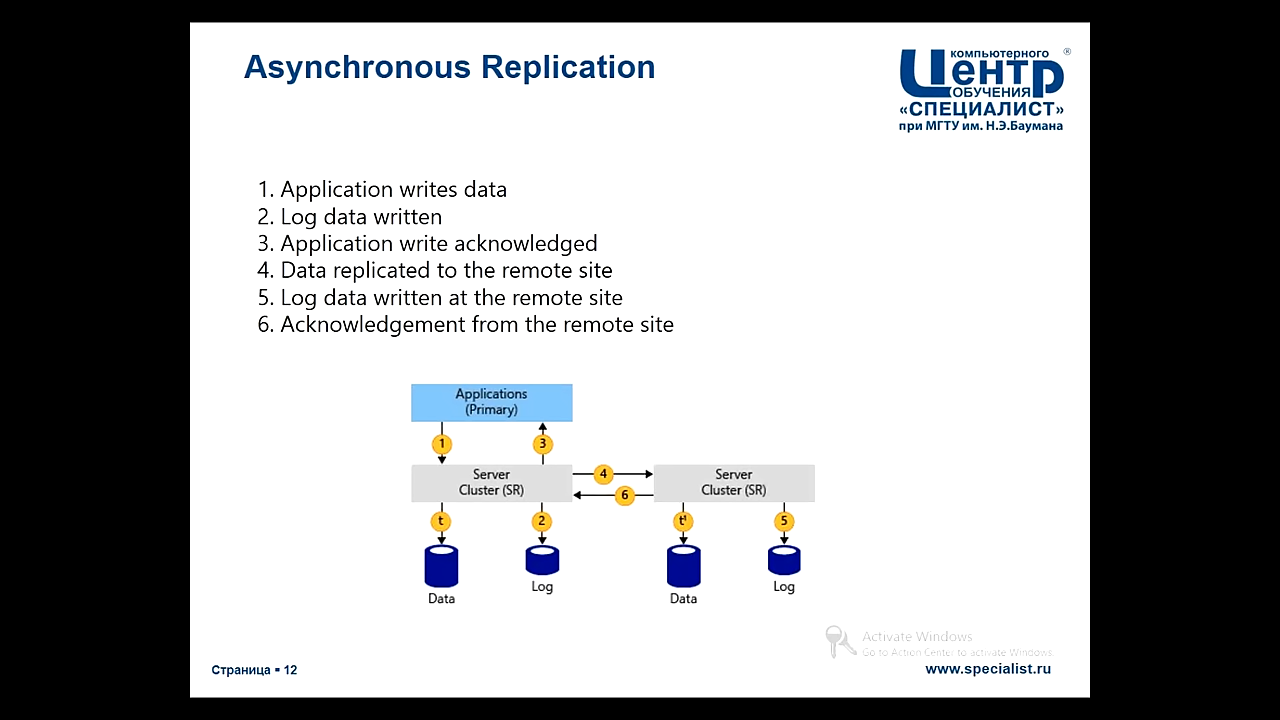 Asynchronous Replication
компьютерного
Центр
ОБУЧЕНИЯ
«СПЕЦИАЛИСТ»
при МГТУ им. Н.Э.Баумана
®
1. Application writes data
2. Log data written
3. Application write acknowledged
4. Data replicated to the remote site
5. Log data written at the remote site
6. Acknowledgement from the remote site
Applications
(Primary)
1
3
Server
Cluster (SR)
4
6
Server
Cluster (SR)
t
2
t¹
5
Data
Log
Data
Log
Activate Windows
Go to Action Center to activate Windows.
Страница ▪ 12
www.specialist.ru